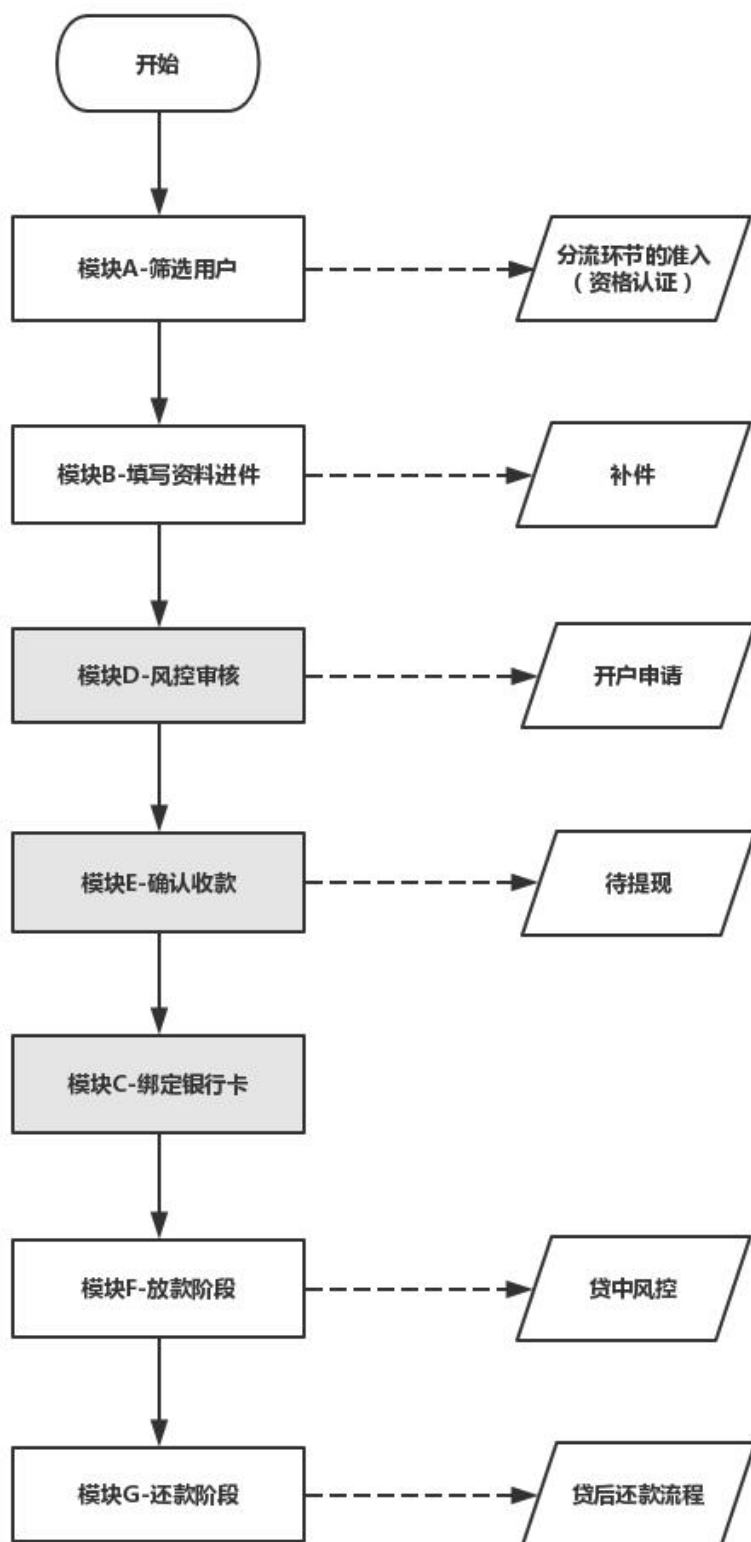 开始
模块A-筛选用户
分流环节的准入
（资格认证）
模块B-填写资料进件
补件
模块D-风控审核
开户申请
模块E-确认收款
待提现
模块C-绑定银行卡
模块F-放款阶段
贷中风控
模块G-还款阶段
贷后还款流程